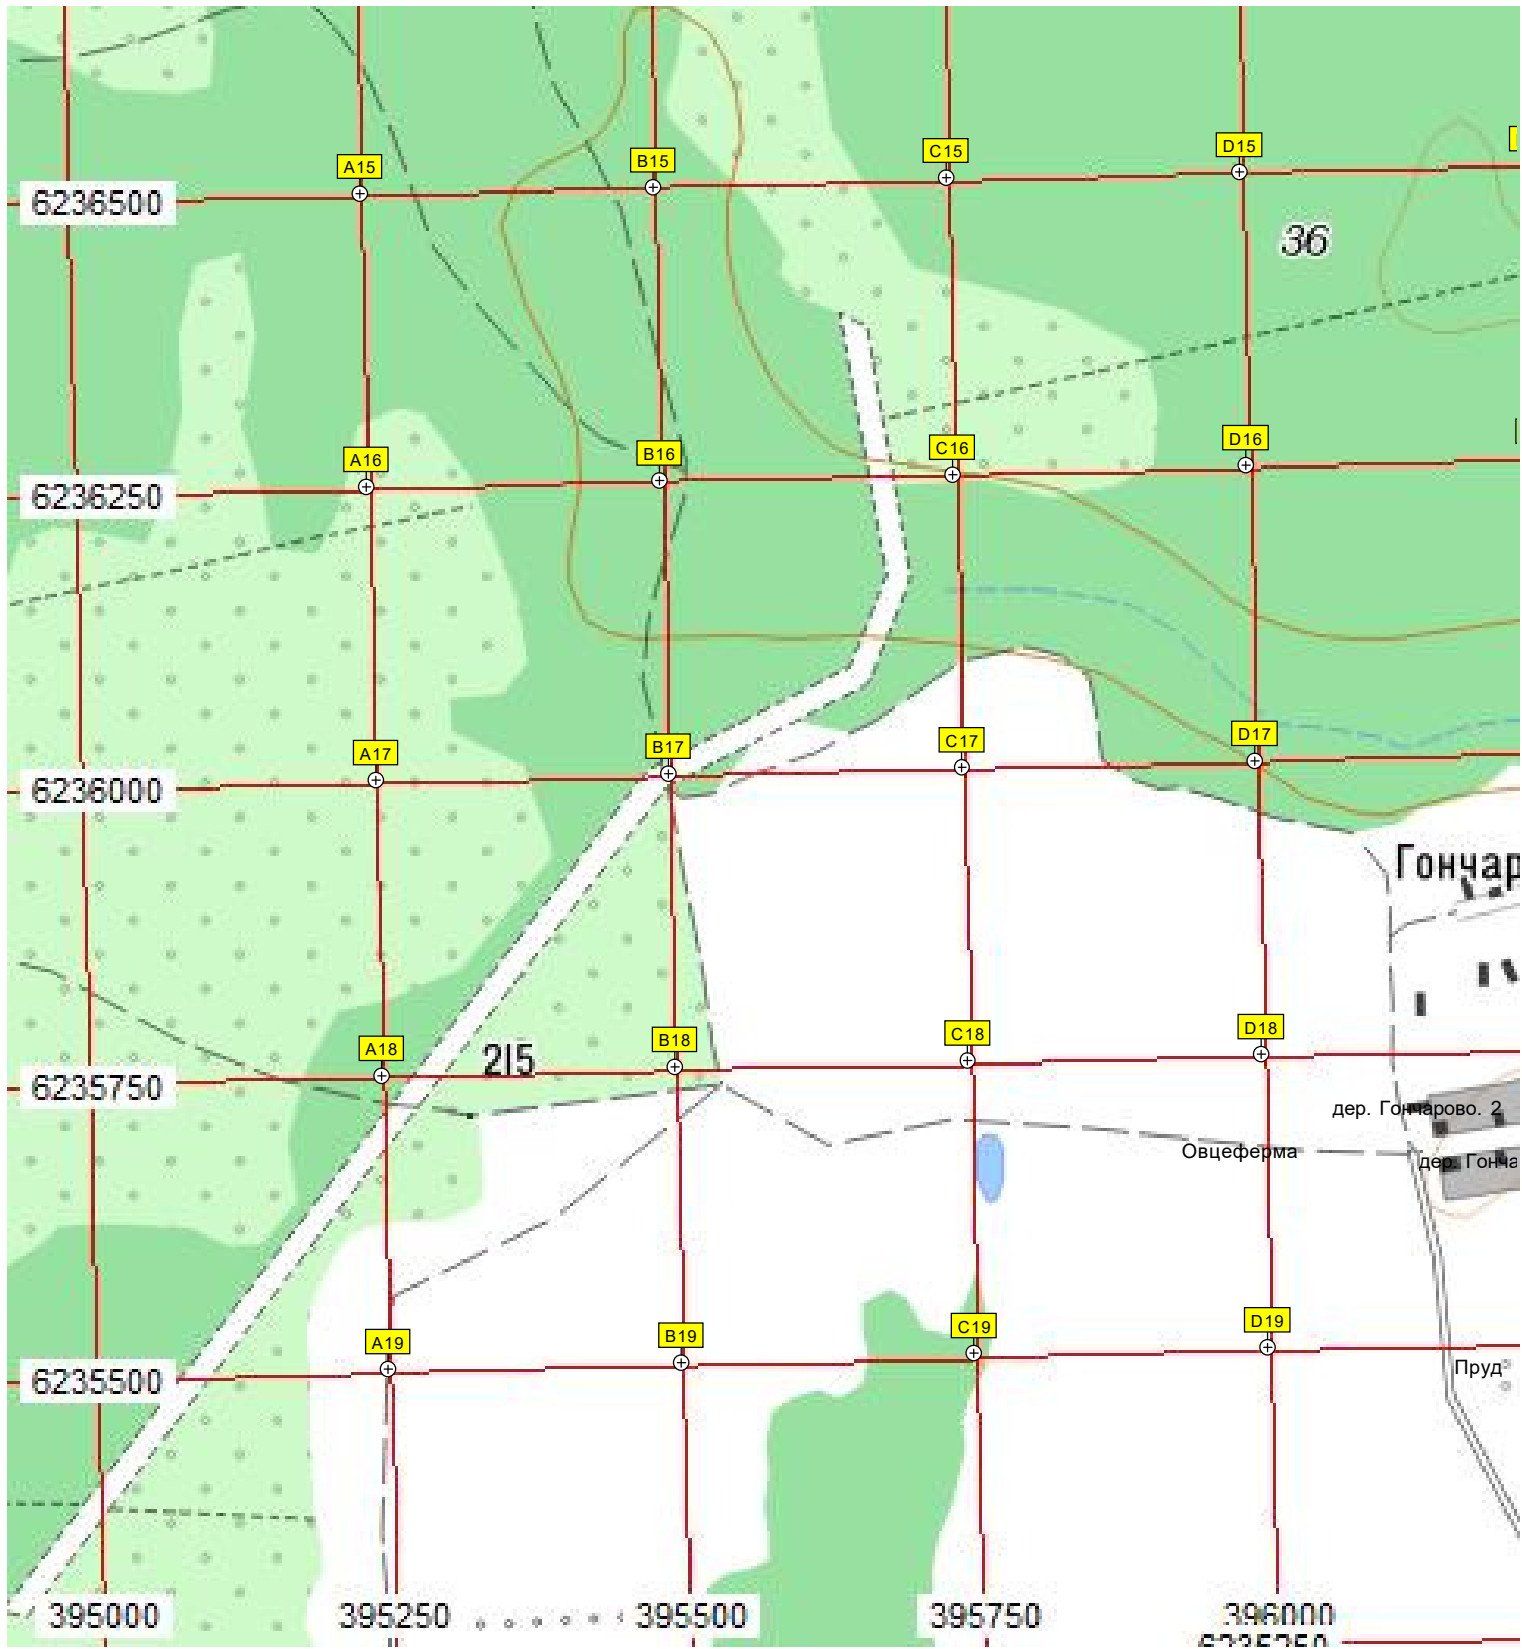 A15 B15 C15 D15
6236500
36
A16 B16 C16 D16
6236250
A17 B17 C17 D17
6236000
Гончар
A18 B18 C18 D18
215
6235750
дер. Гончарово. 2
Овцеферма
дер. Гонча
A19 B19 C19 D19
6235500
Пруд
395000 395250 395500 395750 396000
6235250